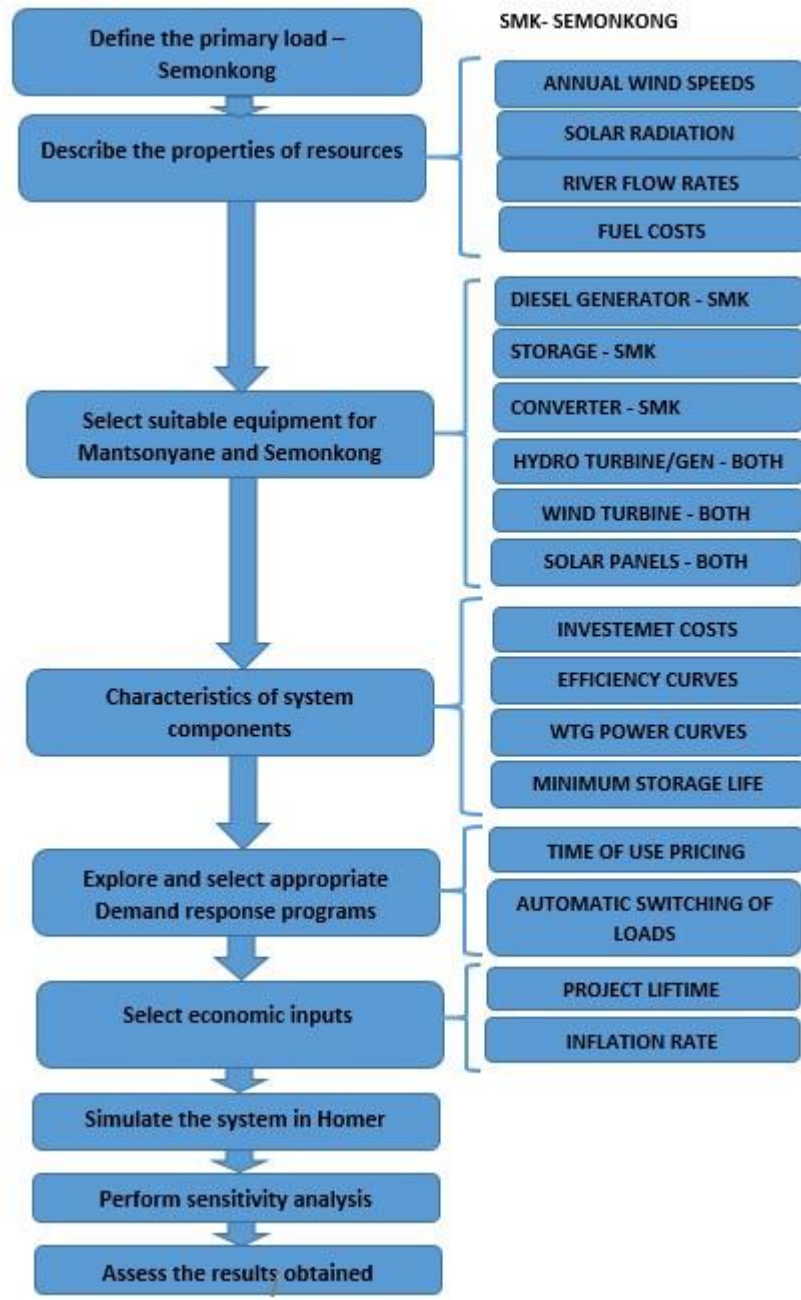 SMK- SEMONKONG
Define the primary load –
Semonkong
Describe the properties of resources
ANNUAL WIND SPEEDS
SOLAR RADIATION
RIVER FLOW RATES
FUEL COSTS
Select suitable equipment for
Mantsonyane and Semonkong
DIESEL GENERATOR - SMK
STORAGE - SMK
CONVERTER - SMK
HYDRO TURBINE/GEN - BOTH
WIND TURBINE - BOTH
SOLAR PANELS - BOTH
Characteristics of system
components
INVESTEMET COSTS
EFFICIENCY CURVES
WTG POWER CURVES
MINIMUM STORAGE LIFE
Explore and select appropriate
Demand response programs
TIME OF USE PRICING
AUTOMATIC SWITCHING OF
LOADS
Select economic inputs
PROJECT LIFTIME
INFLATION RATE
Simulate the system in Homer
Perform sensitivity analysis
Assess the results obtained